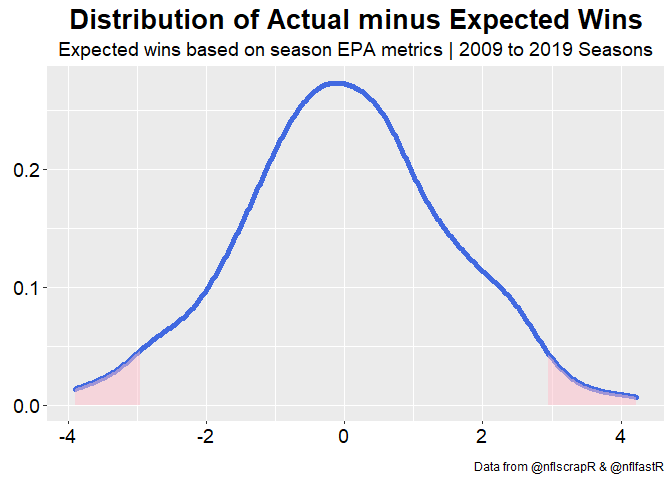 Distribution of Actual minus Expected Wins
Expected wins based on season EPA metrics | 2009 to 2019 Seasons
0.2
0.1
0.0
-4 -2 0 2 4
Data from @nflscrapR & @nflfastR